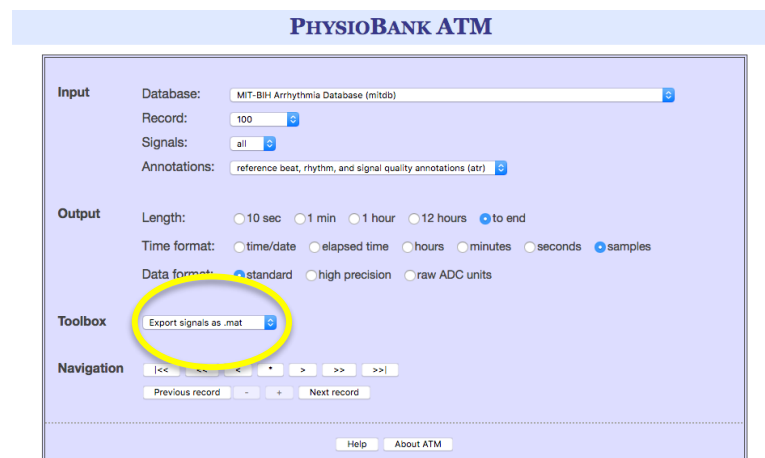 PHYSIOBANK ATM
Input Database: MIT-BIH Arrhythmia Database (mitdb)
Record: 100
Signals: all
Annotations: reference beat, rhythm, and signal quality annotations (atr)
Output Length: 10 sec 1 min 1 hour 12 hours to end
Time format: time/date elapsed time hours minutes seconds samples
Data format: standard high precision raw ADC units
Toolbox Export signals as .mat
Navigation |<< << < * > >> >>|
Previous record - + Next record
Help About ATM